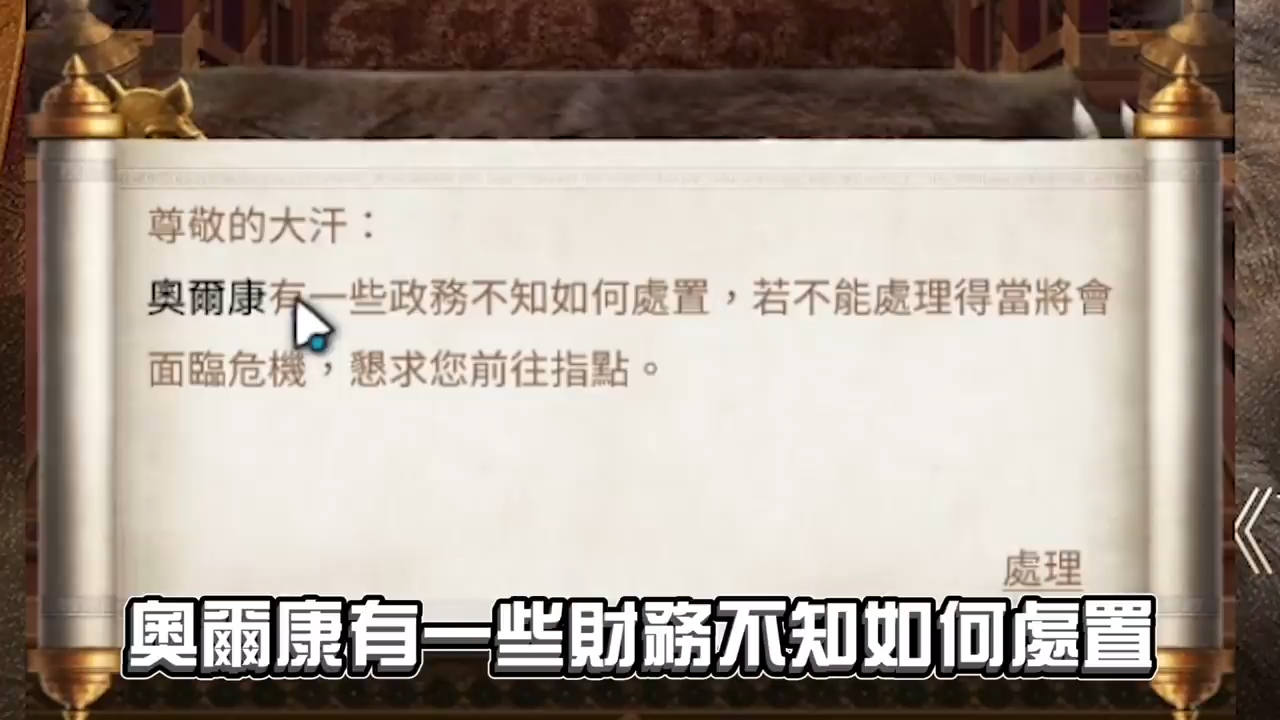 尊敬的大汗：
奧爾康有一些政務不知如何處置，若不能處理得當將會
面臨危機，懇求您前往指點。
處理
奧爾康有一些財務不知如何處置